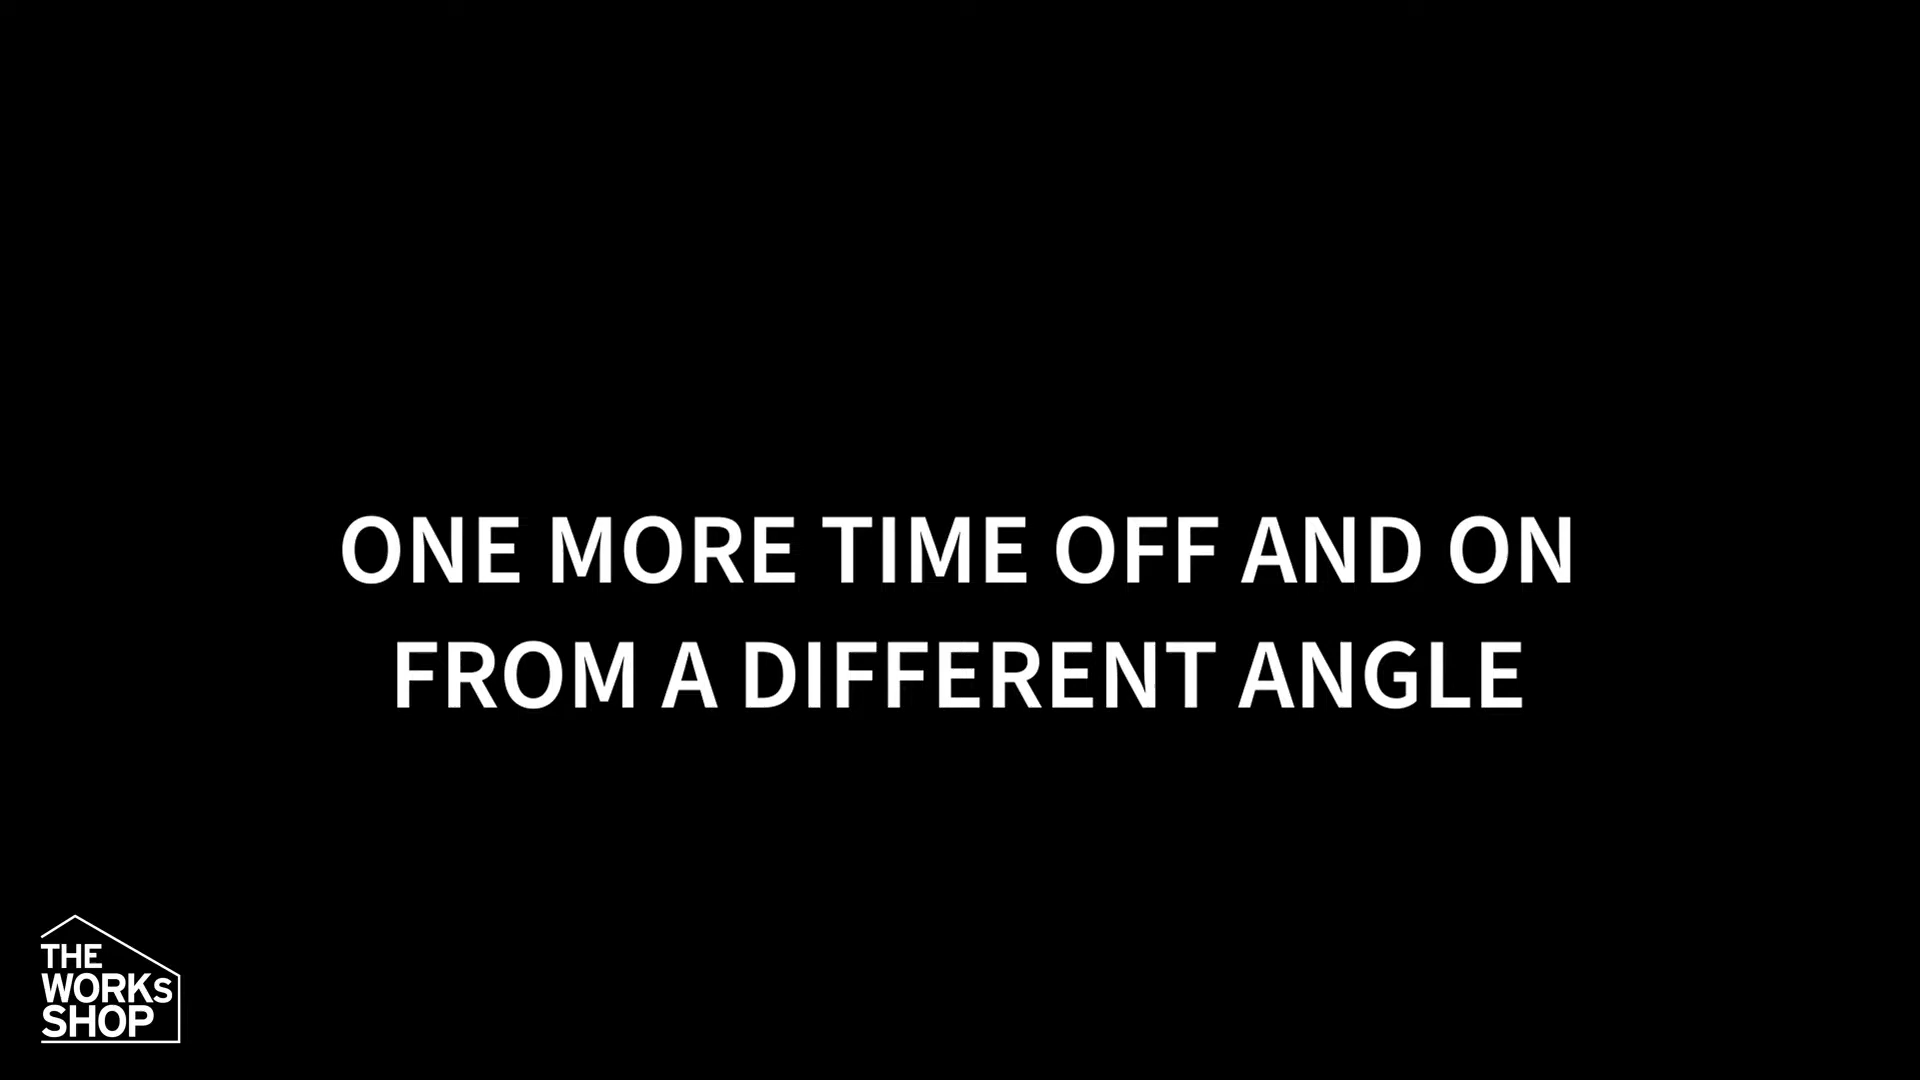 ONE MORE TIME OFF AND ON
FROM A DIFFERENT ANGLE
THE
WORKs
SHOP